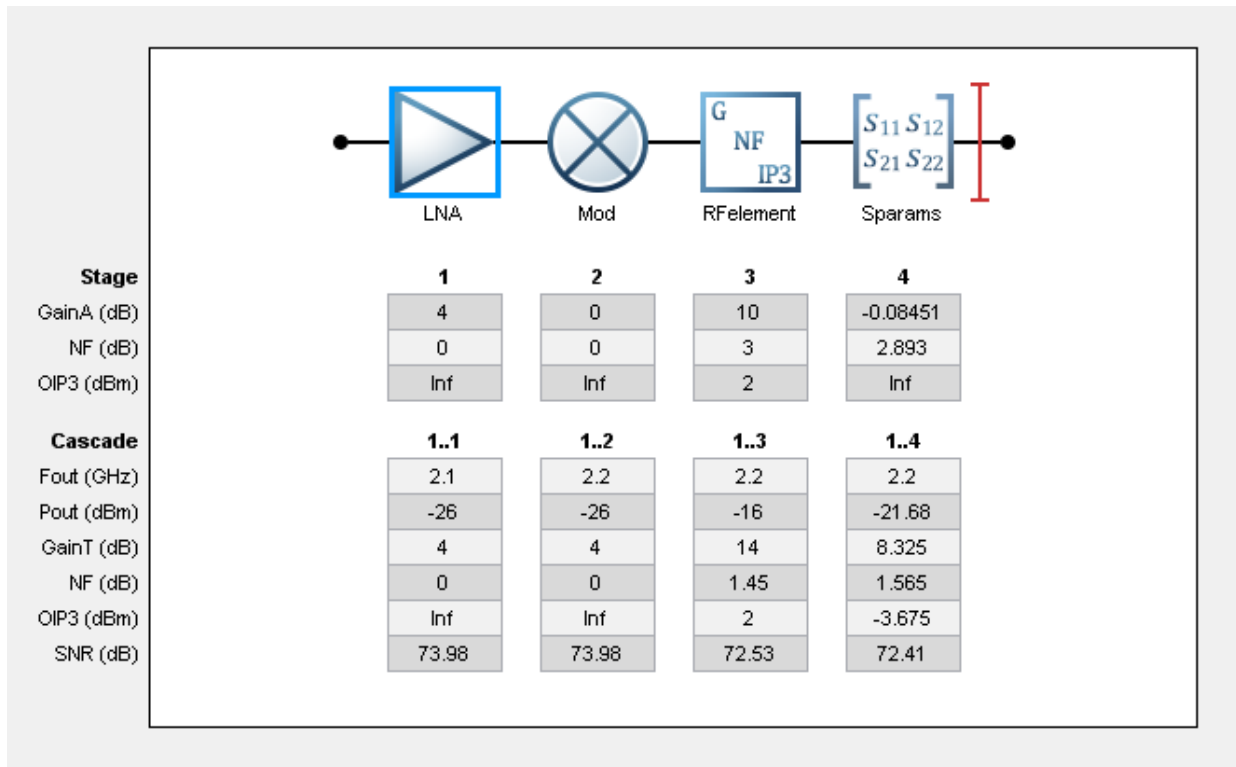 G
NF
IP3
S11 S12
S21 S22
LNA Mod RFelement Sparams
Stage 1 2 3 4
GainA (dB) 4 0 10 -0.08451
NF (dB) 0 0 3 2.893
OIP3 (dBm) Inf Inf 2 Inf
Cascade 1..1 1..2 1..3 1..4
Fout (GHz) 2.1 2.2 2.2 2.2
Pout (dBm) -26 -26 -16 -21.68
GainT (dB) 4 4 14 8.325
NF (dB) 0 0 1.45 1.565
OIP3 (dBm) Inf Inf 2 -3.675
SNR (dB) 73.98 73.98 72.53 72.41